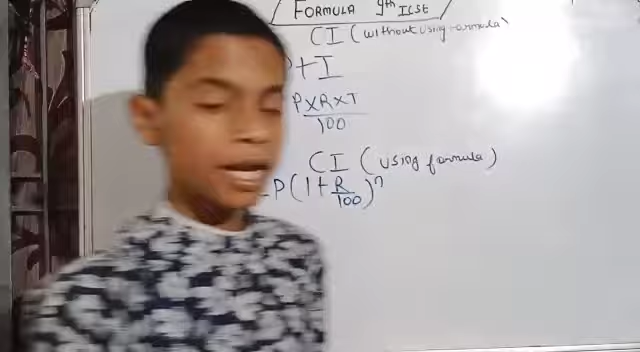 FORMULA 9th ICSE
CI (without using formula)
P+I
P×R×T
100
CI (using formula)
P(1+R/100)ⁿ